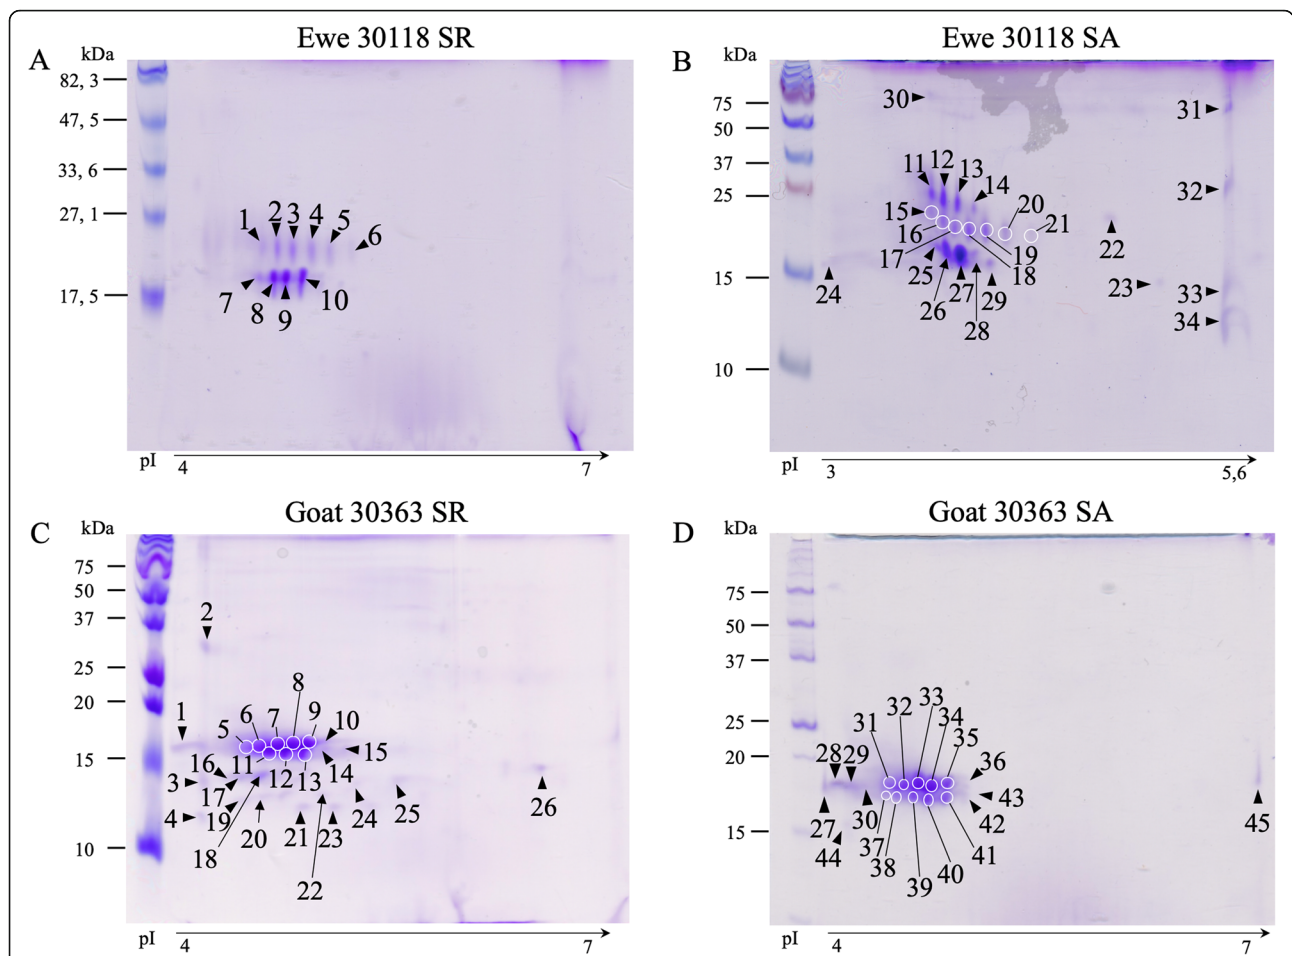 Ewe 30118 SR
A
kDa
82, 3
47, 5
33, 6
27, 1
17, 5
1 2 3 4 5 6
7 8 9 10
pI 4 7
Ewe 30118 SA
B
kDa
75
50
37
25
15
10
30 31
11 12 13 14
32
15 20 21
16 22
17 19
18
25 23
24 27 29 33
26
28 34
pI 3 5,6
Goat 30363 SR
C
kDa
75
50
37
25
20
15
10
2
8
1 5 6 7 9 10
15
16 11 12 13 14
3 17
4 19 20 21 23 24 25 26
18
22
pI 4 7
Goat 30363 SA
D
kDa
75
50
37
25
20
15
31 32 33 34
35
28 29 36
43
27 30 42 45
44 37 38 41
39 40
pI 4 7